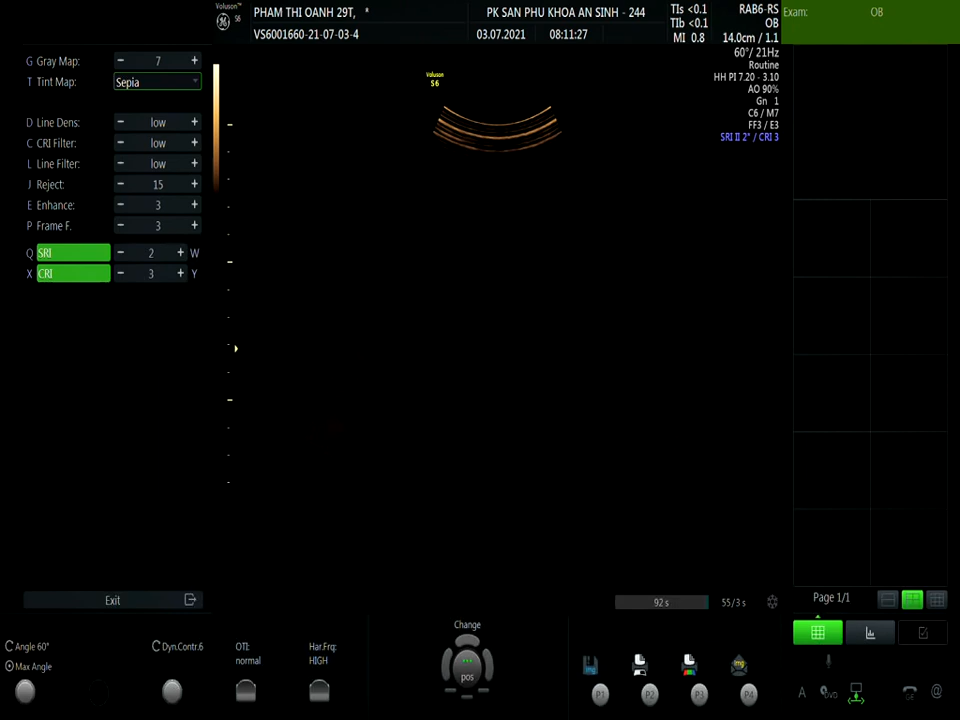 Voluson™
S6
PHAM THI OANH 29T, *
PK SAN PHU KHOA AN SINH - 244
TIs <0.1
TIb <0.1
MI 0.8
RAB6-RS
OB
14.0cm / 1.1
Exam: OB
VS6001660-21-07-03-4
03.07.2021
08:11:27
60°/ 21Hz
Routine
HH PI 7.20 - 3.10
AO 90%
Gn 1
C6 / M7
FF3 / E3
SRI II 2" / CRI 3
G Gray Map: - 7 +
T Tint Map: Sepia
D Line Dens: - low +
C CRI Filter: - low +
L Line Filter: - low +
J Reject: - 15 +
E Enhance: - 3 +
P Frame F. - 3 +
Q SRI - 2 + W
X CRI - 3 + Y
Voluson
S6
Exit
92 s
55/3 s
Page 1/1
Angle 60°
Max Angle
Dyn.Contr.6
OTI:
normal
Har.Frq:
HIGH
Change
pos
Img
P1 P2 P3 P4
A DVD @